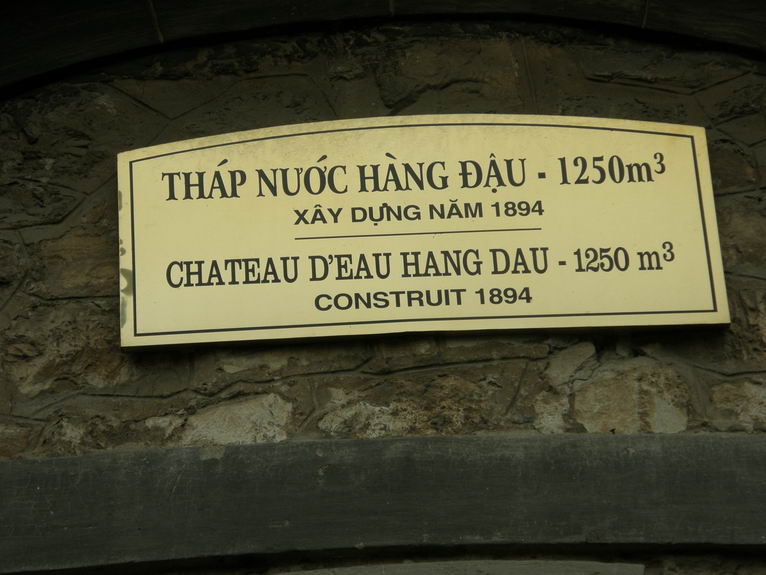 THÁP NƯỚC HÀNG ĐẬU - 1250m³
XÂY DỰNG NĂM 1894
CHATEAU D'EAU HANG DAU - 1250 m³
CONSTRUIT 1894